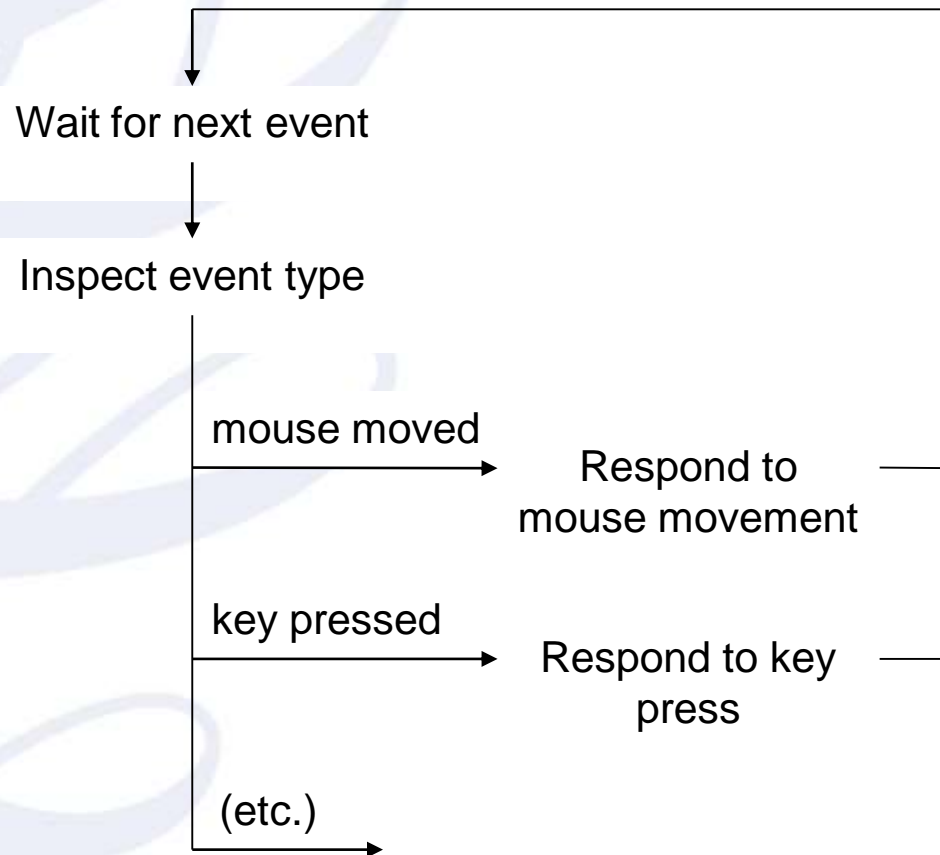 Wait for next event
Inspect event type
mouse moved
Respond to
mouse movement
key pressed
Respond to key
press
(etc.)